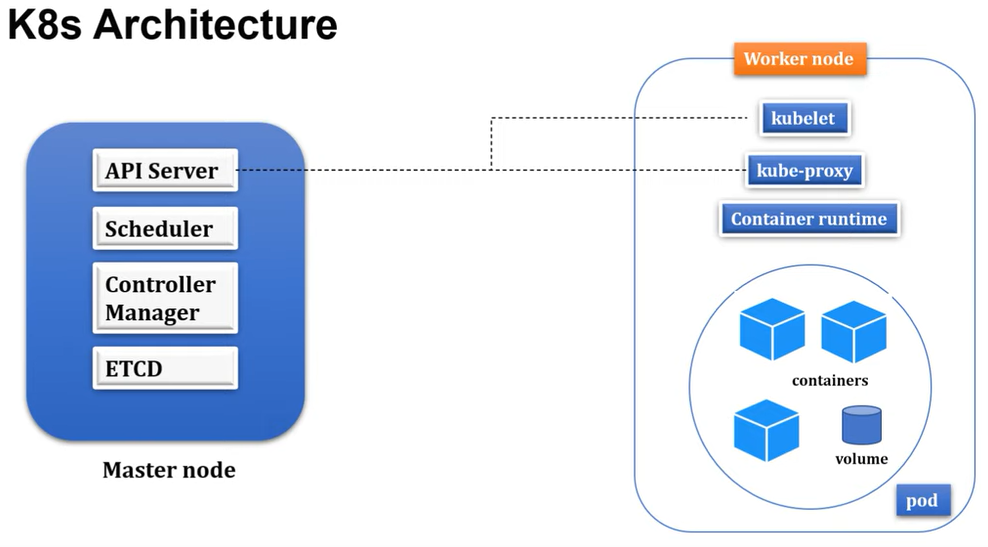 K8s Architecture
API Server
Scheduler
Controller
Manager
ETCD
Master node
Worker node
kubelet
kube-proxy
Container runtime
containers
volume
pod